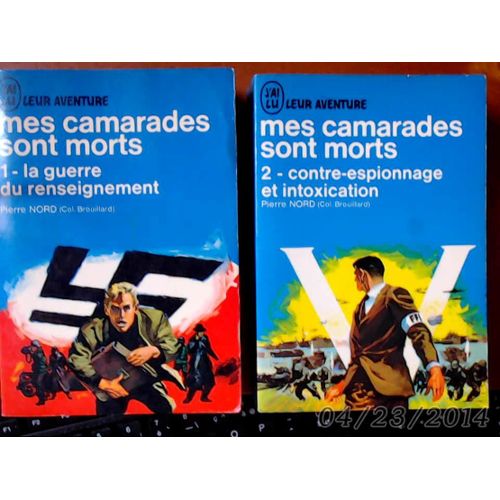 J'AI
LU
LEUR AVENTURE
mes camarades
sont morts
1 - la guerre
du renseignement
Pierre NORD (Col. Brouillard)
J'AI
LU
LEUR AVENTURE
mes camarades
sont morts
2 - contre-espionnage
et intoxication
Pierre NORD (Col. Brouillard)
04/23/2014